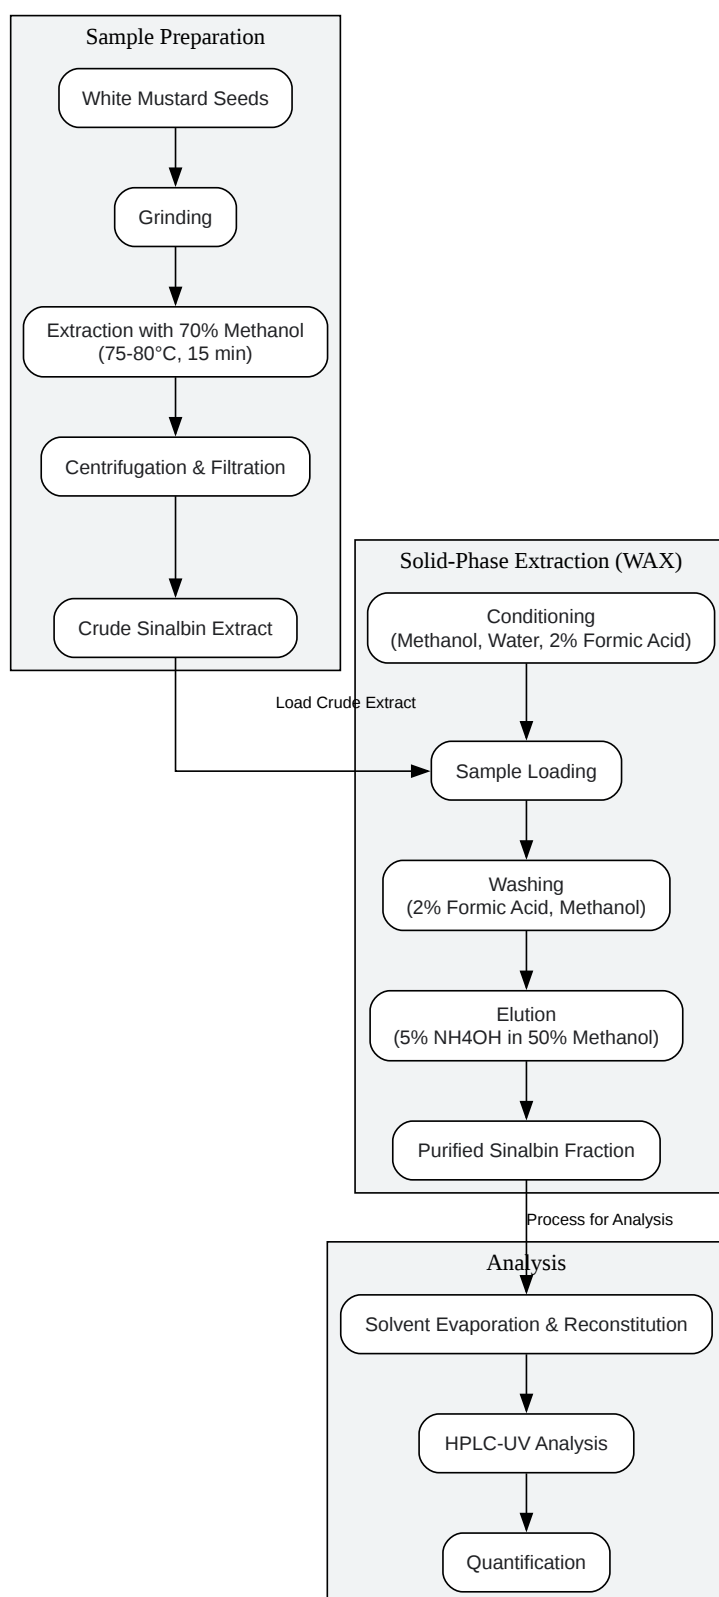 Sample Preparation
White Mustard Seeds
Grinding
Extraction with 70% Methanol
(75-80°C, 15 min)
Centrifugation & Filtration
Crude Sinalbin Extract
Load Crude Extract
Solid-Phase Extraction (WAX)
Conditioning
(Methanol, Water, 2% Formic Acid)
Sample Loading
Washing
(2% Formic Acid, Methanol)
Elution
(5% NH4OH in 50% Methanol)
Purified Sinalbin Fraction
Process for Analysis
Analysis
Solvent Evaporation & Reconstitution
HPLC-UV Analysis
Quantification